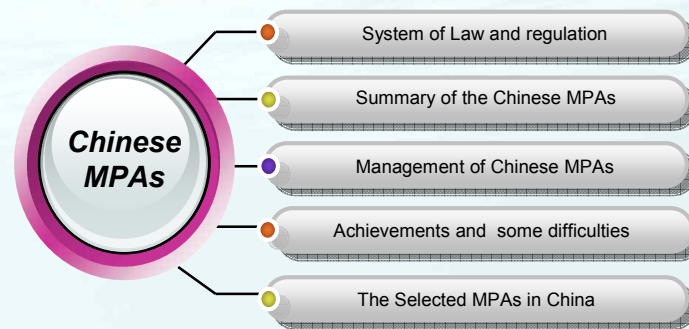 Chinese
MPAs
System of Law and regulation
Summary of the Chinese MPAs
Management of Chinese MPAs
Achievements and  some difficulties
The Selected MPAs in China